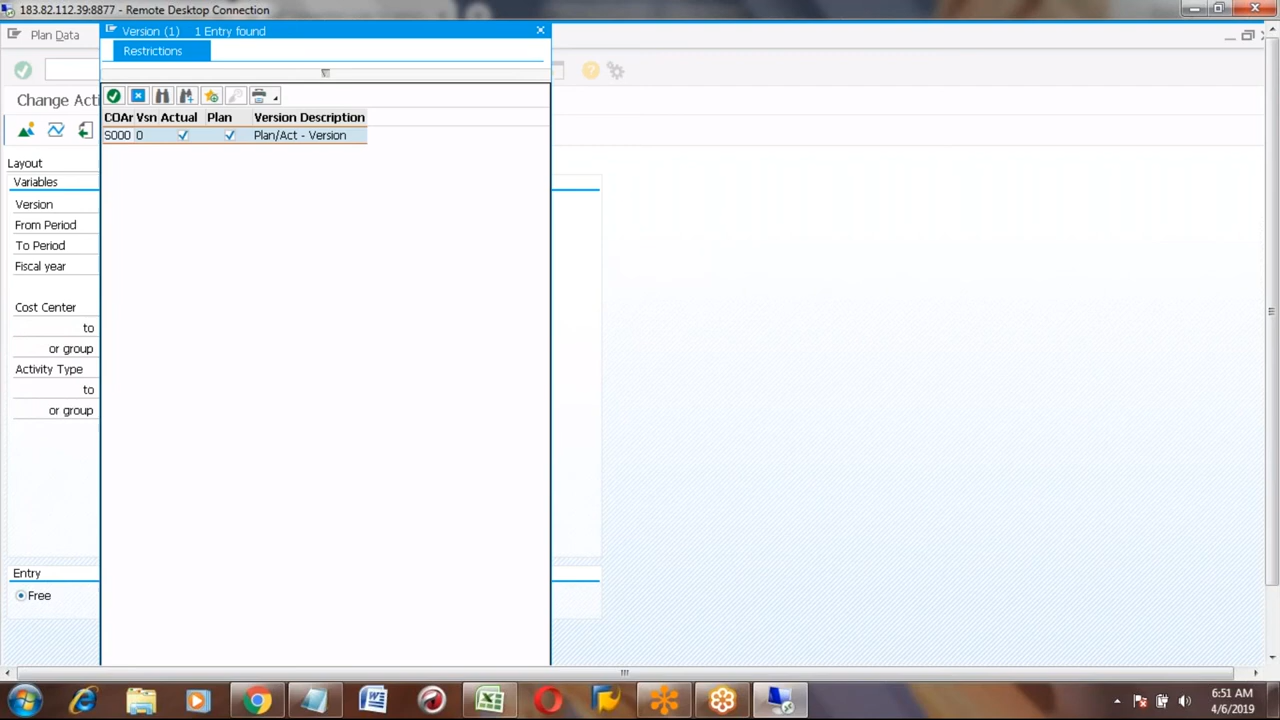 183.82.112.39:8877 - Remote Desktop Connection
Plan Data
Version (1)   1 Entry found
Restrictions
Change Acti
COAr Vsn Actual Plan Version Description
S000 0 Plan/Act - Version
Layout
Variables
Version
From Period
To Period
Fiscal year
Cost Center
to
or group
Activity Type
to
or group
Entry
Free
6:51 AM
4/6/2019